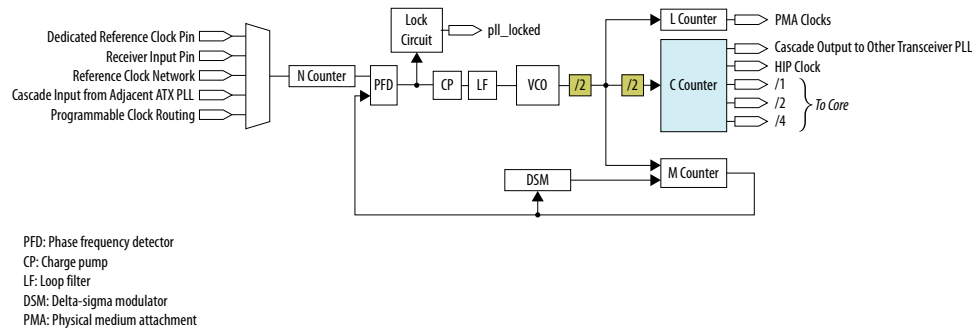 Lock
Circuit
pll_locked
L Counter
PMA Clocks
Dedicated Reference Clock Pin
Receiver Input Pin
Reference Clock Network
Cascade Input from Adjacent ATX PLL
Programmable Clock Routing
N Counter
PFD
CP
LF
VCO
/2
/2
C Counter
Cascade Output to Other Transceiver PLL
HIP Clock
/1
/2
/4
To Core
DSM
M Counter
PFD: Phase frequency detector
CP: Charge pump
LF: Loop filter
DSM: Delta-sigma modulator
PMA: Physical medium attachment